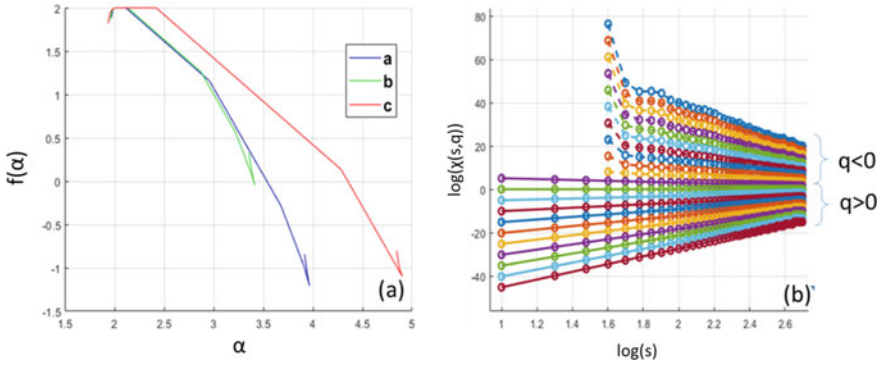 2
1.5
1
0.5
0
-0.5
-1
-1.5
1.5 2 2.5 3 3.5 4 4.5 5
f(α)
α
a
b
c
(a)
80
60
40
20
0
-20
-40
1 1.2 1.4 1.6 1.8 2 2.2 2.4 2.6
log(χ(s,q))
log(s)
q<0
q>0
(b)